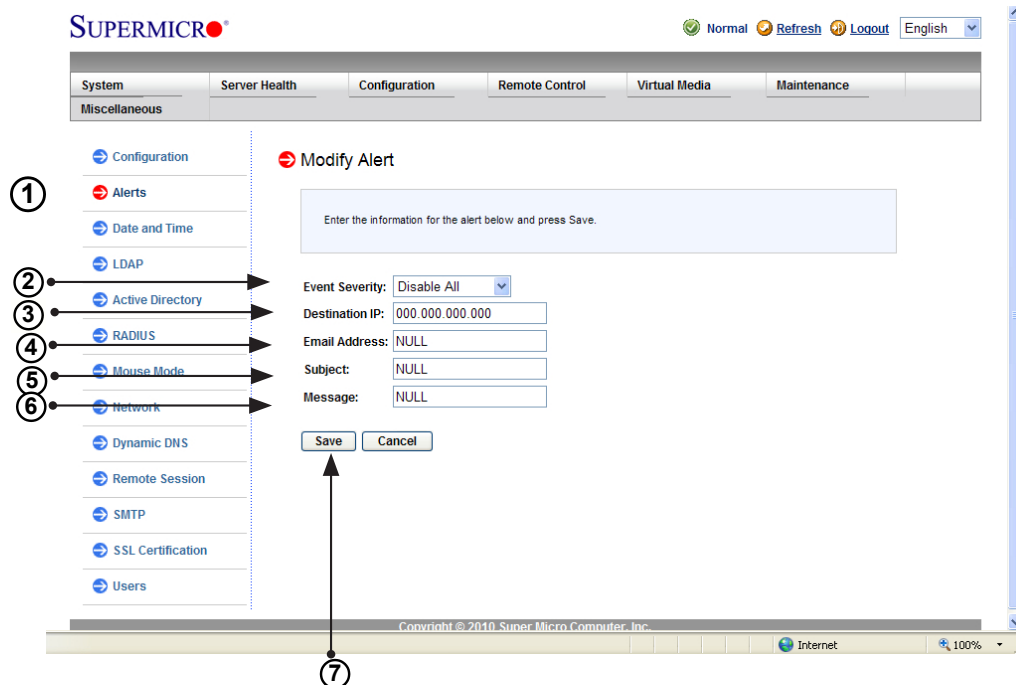 SUPERMICR®
Normal Refresh Logout English
System Server Health Configuration Remote Control Virtual Media Maintenance
Miscellaneous
Configuration
Modify Alert
1
Alerts
Enter the information for the alert below and press Save.
Date and Time
LDAP
2
Event Severity: Disable All
Active Directory
3
Destination IP: 000.000.000.000
RADIUS
4
Email Address: NULL
Mouse Mode
5
Subject: NULL
6
Network
Message: NULL
Dynamic DNS
Save Cancel
Remote Session
SMTP
SSL Certification
Users
Copyright © 2010 Super Micro Computer, Inc.
Internet 100%
7